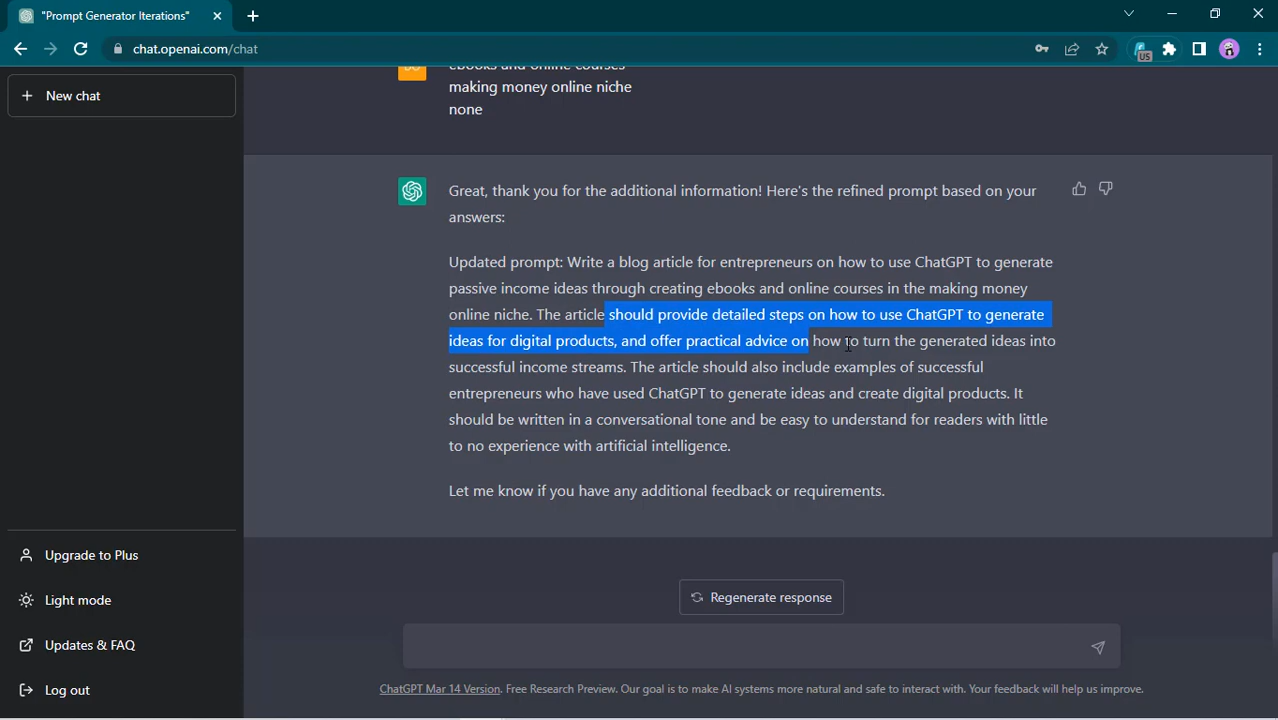 "Prompt Generator Iterations"
chat.openai.com/chat
US
New chat
ebooks and online courses
making money online niche
none
Great, thank you for the additional information! Here's the refined prompt based on your
answers:
Updated prompt: Write a blog article for entrepreneurs on how to use ChatGPT to generate
passive income ideas through creating ebooks and online courses in the making money
online niche. The article should provide detailed steps on how to use ChatGPT to generate
ideas for digital products, and offer practical advice on how to turn the generated ideas into
successful income streams. The article should also include examples of successful
entrepreneurs who have used ChatGPT to generate ideas and create digital products. It
should be written in a conversational tone and be easy to understand for readers with little
to no experience with artificial intelligence.
Let me know if you have any additional feedback or requirements.
Upgrade to Plus
Light mode
Updates & FAQ
Log out
Regenerate response
ChatGPT Mar 14 Version. Free Research Preview. Our goal is to make AI systems more natural and safe to interact with. Your feedback will help us improve.